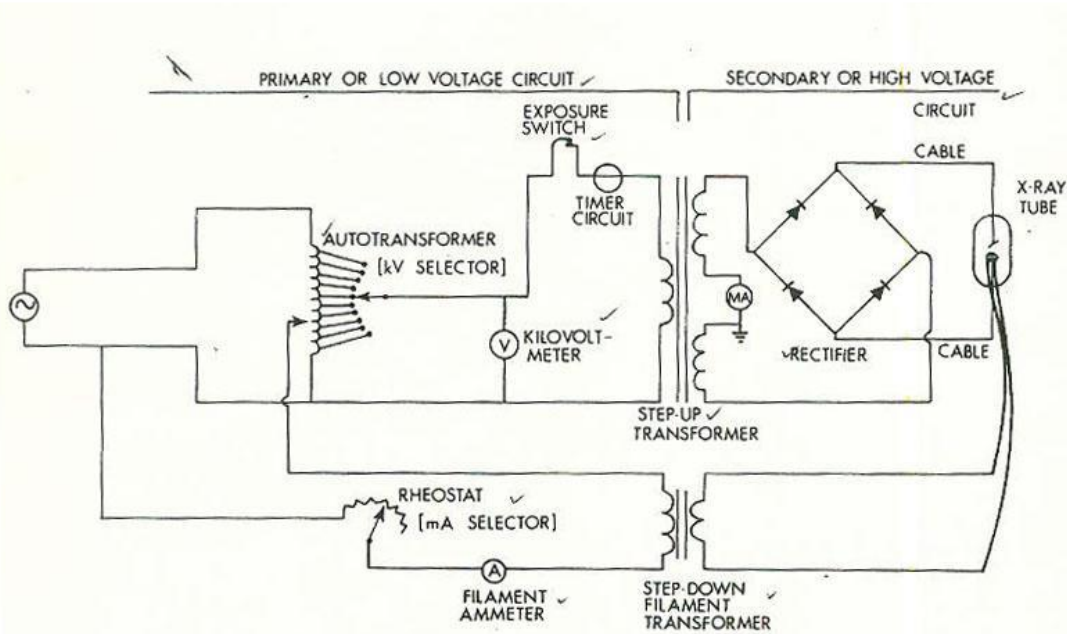 PRIMARY OR LOW VOLTAGE CIRCUIT
SECONDARY OR HIGH VOLTAGE
CIRCUIT
EXPOSURE
SWITCH
CABLE
X-RAY
TUBE
TIMER
CIRCUIT
AUTOTRANSFORMER
[kV SELECTOR]
MA
V
KILOVOLT-
METER
RECTIFIER
CABLE
STEP-UP
TRANSFORMER
RHEOSTAT
[mA SELECTOR]
A
FILAMENT
AMMETER
STEP-DOWN
FILAMENT
TRANSFORMER